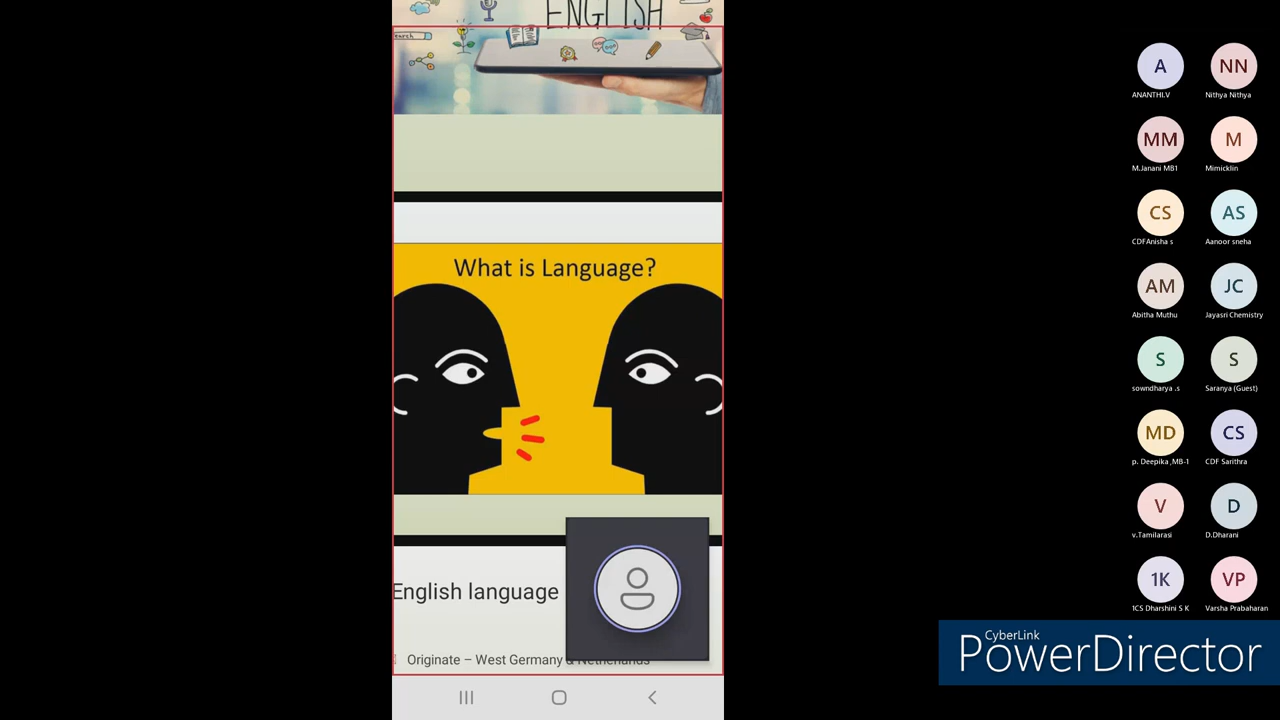 ENGLISH
earch
What is Language?
English language
Originate – West Germany & Netherlands
A
ANANTHI.V
NN
Nithya Nithya
MM
M.Janani MB1
M
Mimicklin
CS
CDFAnisha s
AS
Aanoor sneha
AM
Abitha Muthu
JC
Jayasri Chemistry
S
sowndharya .s
S
Saranya (Guest)
MD
p. Deepika ,MB-1
CS
CDF Sarithra
V
v.Tamilarasi
D
D.Dharani
1K
1CS Dharshini S K
VP
Varsha Prabaharan
CyberLink
PowerDirector